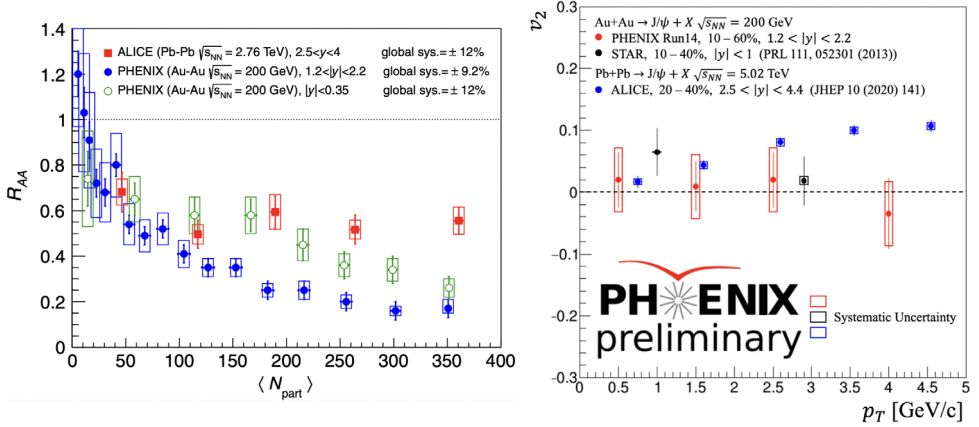 1.4
1.2
1
0.8
0.6
0.4
0.2
0
R_AA
ALICE (Pb-Pb √s_NN = 2.76 TeV), 2.5<y<4 global sys.= ± 12%
PHENIX (Au-Au √s_NN = 200 GeV), 1.2<|y|<2.2 global sys.= ± 9.2%
PHENIX (Au-Au √s_NN = 200 GeV), |y|<0.35 global sys.= ± 12%
0 50 100 150 200 250 300 350 400
⟨ N_part ⟩
v₂
0.3
0.2
0.1
0
−0.1
−0.2
−0.3
Au+Au → J/ψ + X √s_NN = 200 GeV
PHENIX Run14, 10 – 60%, 1.2 < |y| < 2.2
STAR, 10 – 40%, |y| < 1 (PRL 111, 052301 (2013))
Pb+Pb → J/ψ + X √s_NN = 5.02 TeV
ALICE, 20 – 40%, 2.5 < |y| < 4.4 (JHEP 10 (2020) 141)
PHENIX
preliminary
Systematic Uncertainty
0 0.5 1 1.5 2 2.5 3 3.5 4 4.5 5
p_T [GeV/c]